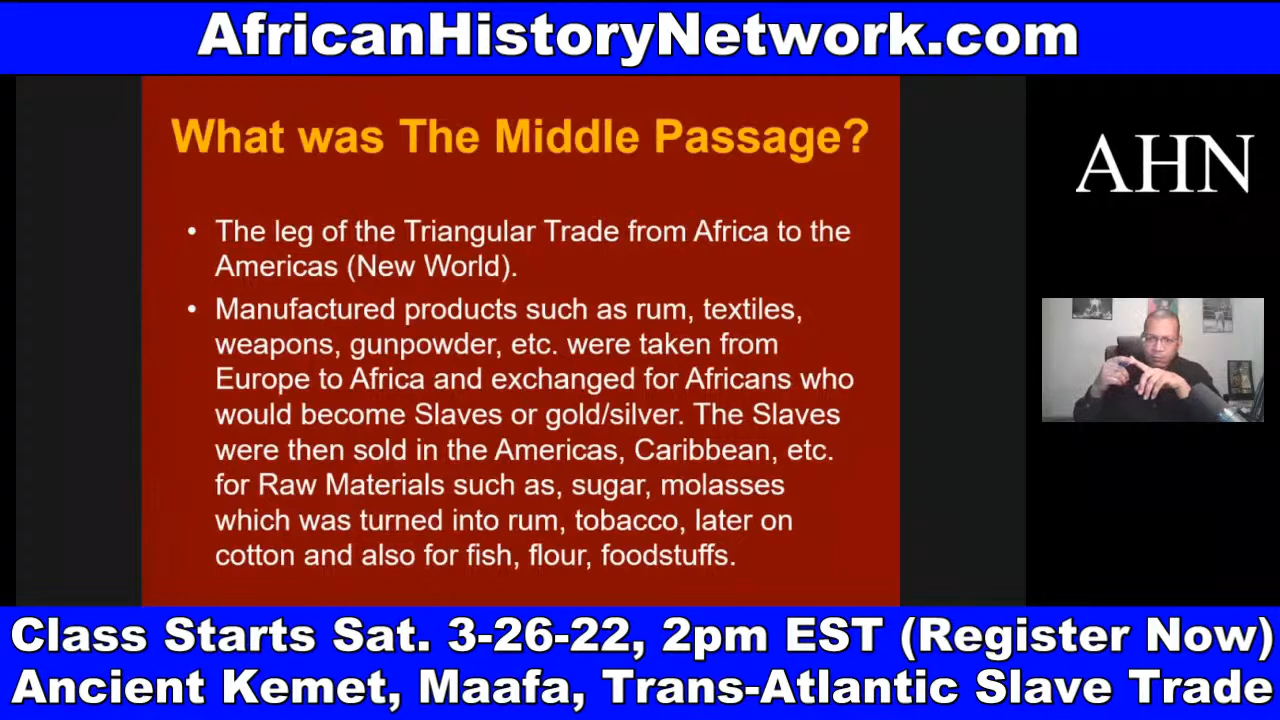 AfricanHistoryNetwork.com
What was The Middle Passage?
• The leg of the Triangular Trade from Africa to the
Americas (New World).
• Manufactured products such as rum, textiles,
weapons, gunpowder, etc. were taken from
Europe to Africa and exchanged for Africans who
would become Slaves or gold/silver. The Slaves
were then sold in the Americas, Caribbean, etc.
for Raw Materials such as, sugar, molasses
which was turned into rum, tobacco, later on
cotton and also for fish, flour, foodstuffs.
AHN
Class Starts Sat. 3-26-22, 2pm EST (Register Now)
Ancient Kemet, Maafa, Trans-Atlantic Slave Trade